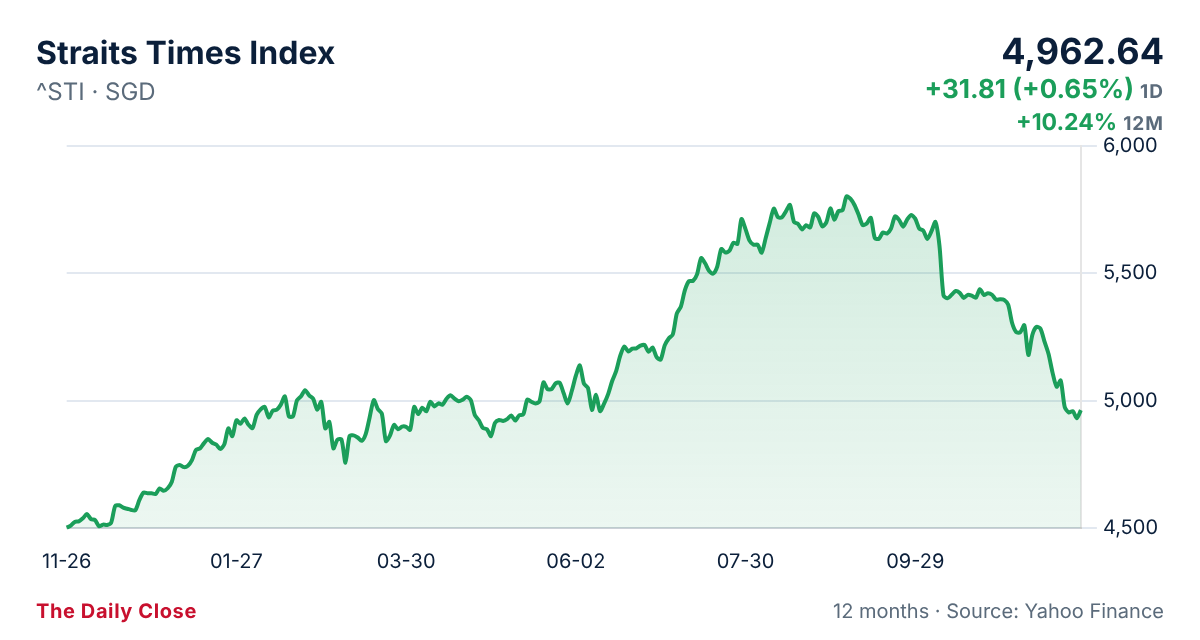 Straits Times Index
4,962.64
^STI · SGD
+31.81 (+0.65%) 1D
+10.24% 12M
6,000
5,500
5,000
4,500
11-26 01-27 03-30 06-02 07-30 09-29
The Daily Close
12 months · Source: Yahoo Finance